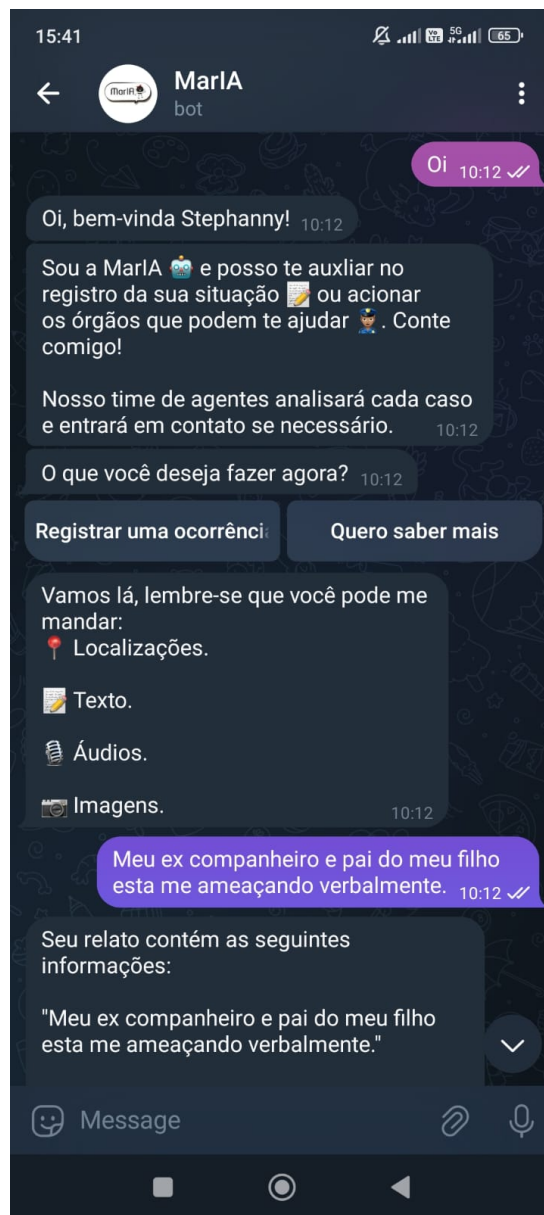 15:41
Vo
LTE
5G
65
MarIA
MarIA
bot
Oi 10:12
Oi, bem-vinda Stephanny! 10:12
Sou a MarIA e posso te auxliar no
registro da sua situação ou acionar
os órgãos que podem te ajudar . Conte
comigo!
Nosso time de agentes analisará cada caso
e entrará em contato se necessário. 10:12
O que você deseja fazer agora? 10:12
Registrar uma ocorrênci
Quero saber mais
Vamos lá, lembre-se que você pode me
mandar:
Localizações.
Texto.
Áudios.
Imagens. 10:12
Meu ex companheiro e pai do meu filho
esta me ameaçando verbalmente. 10:12
Seu relato contém as seguintes
informações:
"Meu ex companheiro e pai do meu filho
esta me ameaçando verbalmente."
Message